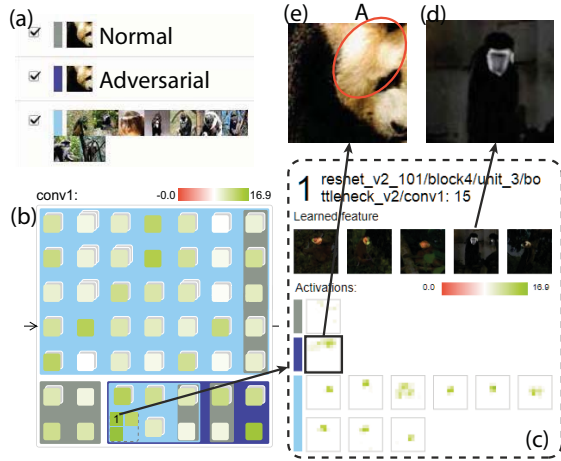 (a)
Normal
Adversarial
(e)
A
(d)
conv1:
-0.0
16.9
(b)
1
1
resnet_v2_101/block4/unit_3/bo
ttleneck_v2/conv1: 15
Learned feature
Activations:
0.0
16.9
(c)